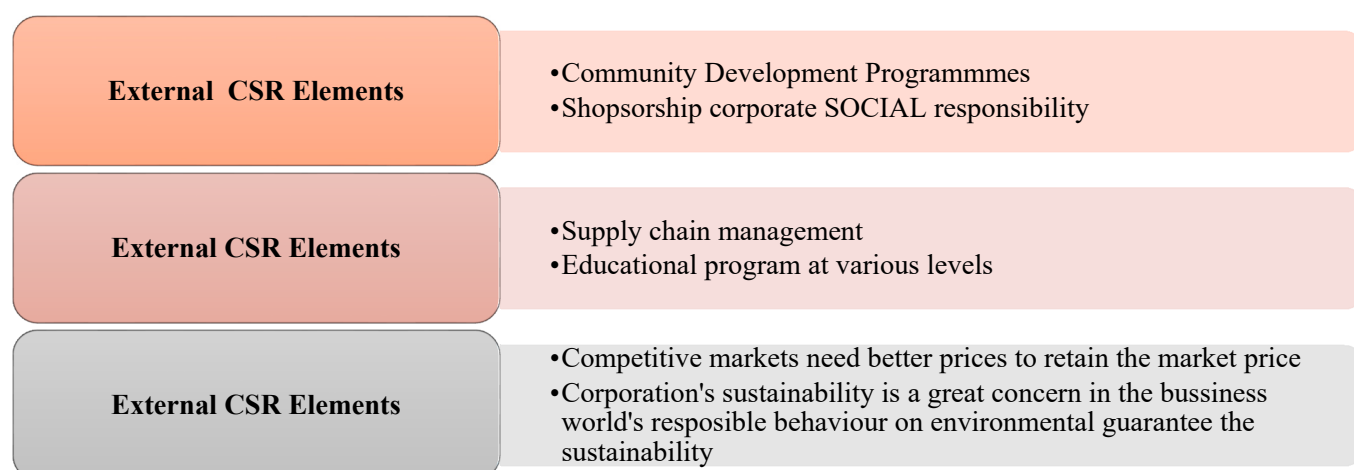 External CSR Elements
•Community Development Programmmes
•Shopsorship corporate SOCIAL responsibility
External CSR Elements
•Supply chain management
•Educational program at various levels
External CSR Elements
•Competitive markets need better prices to retain the market price
•Corporation's sustainability is a great concern in the bussiness
world's resposible behaviour on environmental guarantee the
sustainability